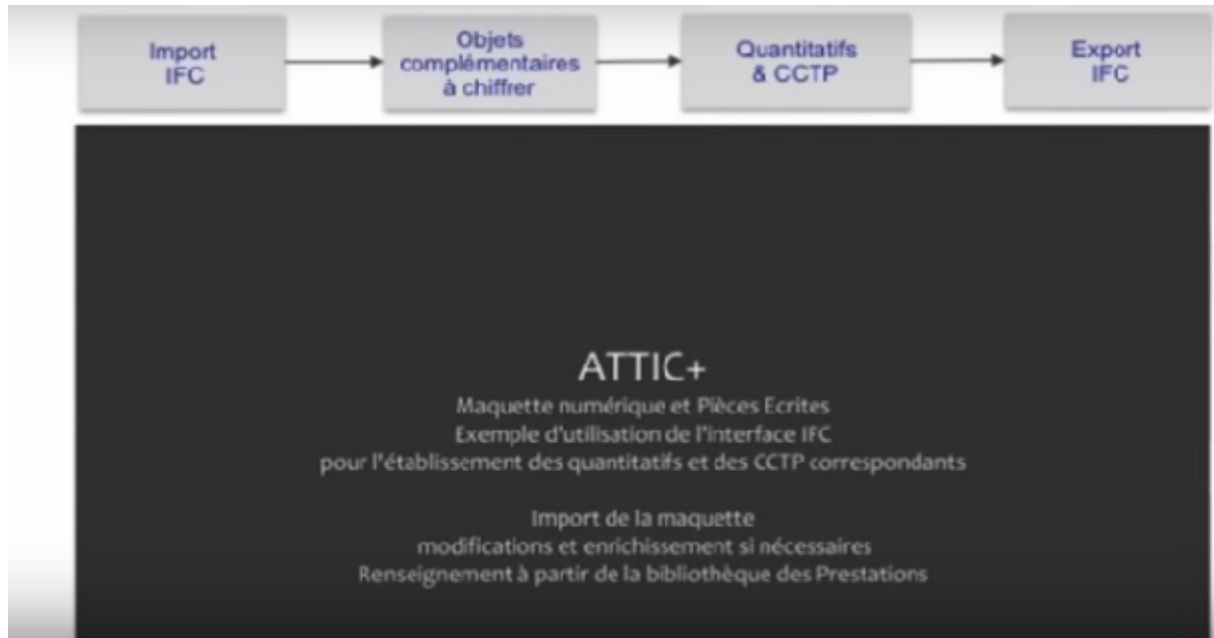 Import
IFC
Objets
complémentaires
à chiffrer
Quantitatifs
& CCTP
Export
IFC
ATTIC+
Maquette numérique et Pièces Ecrites
Exemple d'utilisation de l'interface IFC
pour l'établissement des quantitatifs et des CCTP correspondants
Import de la maquette
modifications et enrichissement si nécessaires
Renseignement à partir de la bibliothèque des Prestations